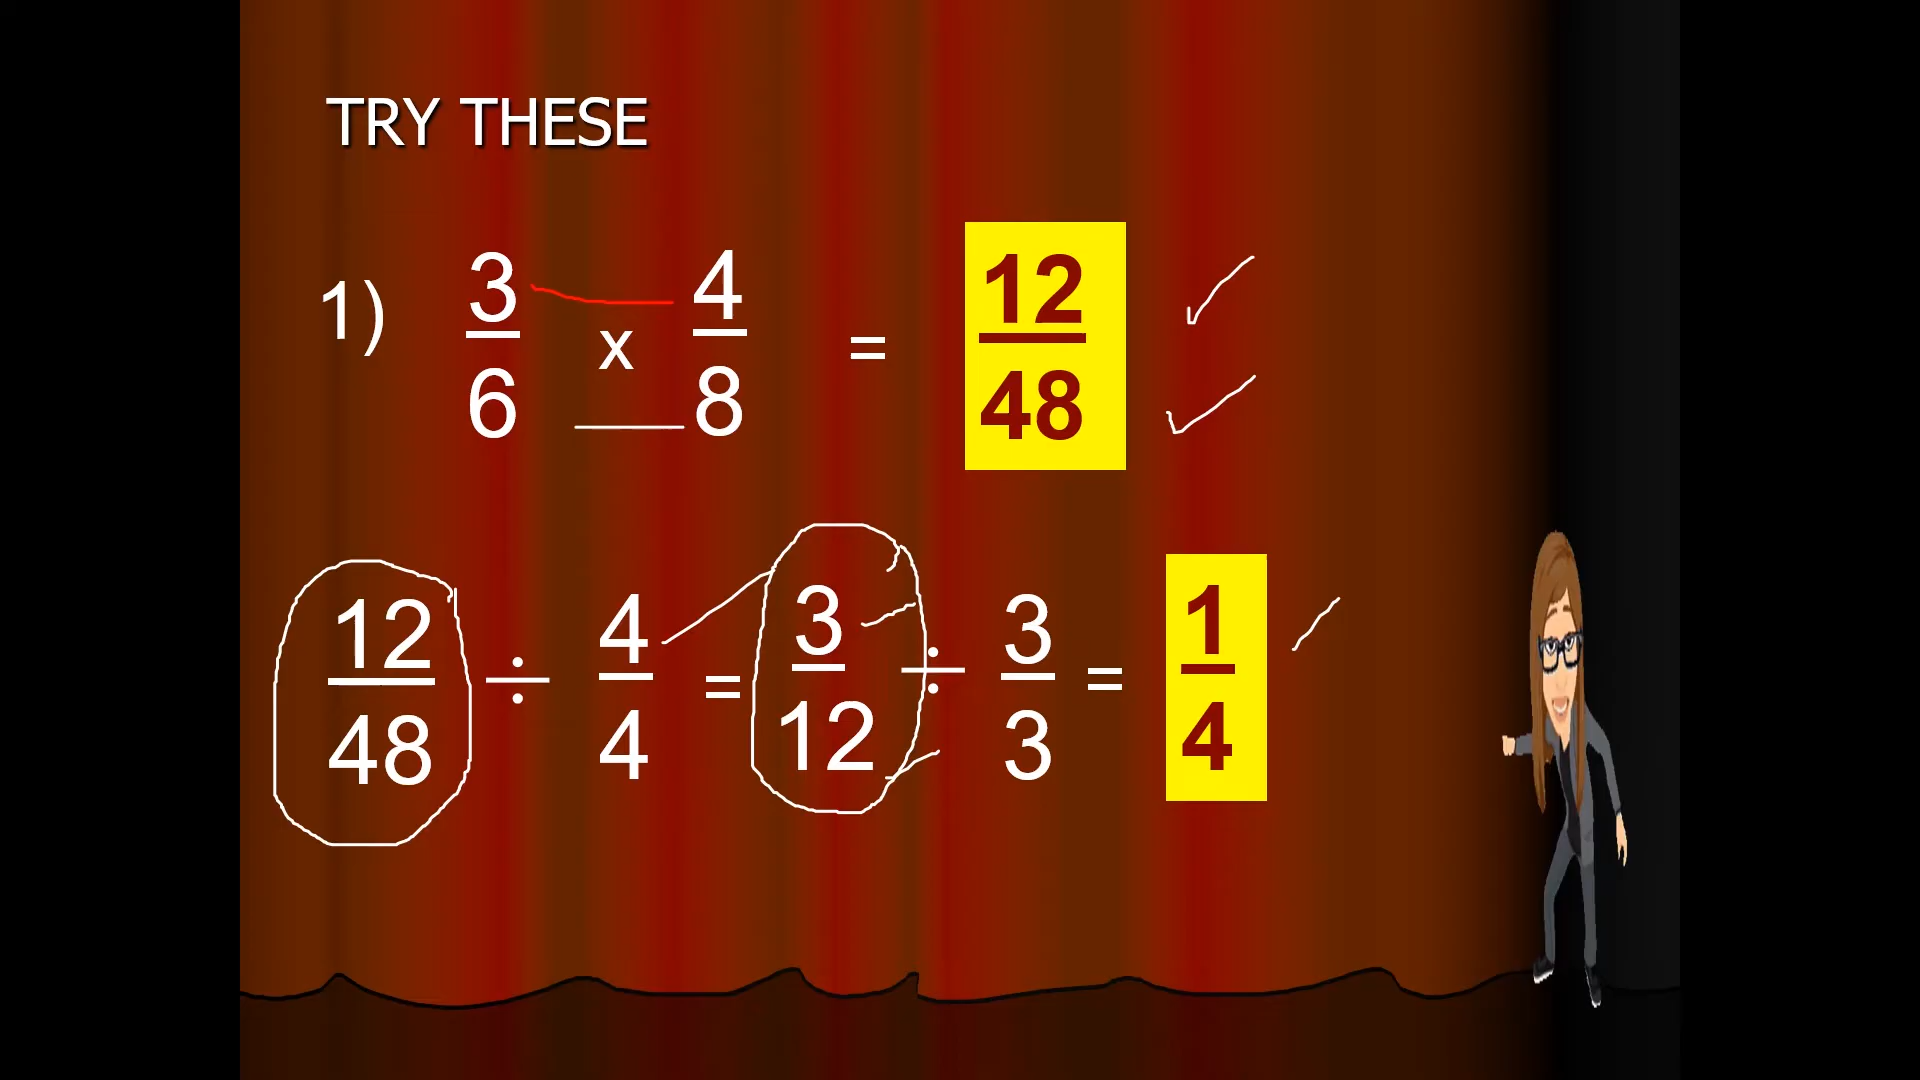 TRY THESE
1) 3/6 x 4/8 = 12/48
12/48 ÷ 4/4 = 3/12 ÷ 3/3 = 1/4